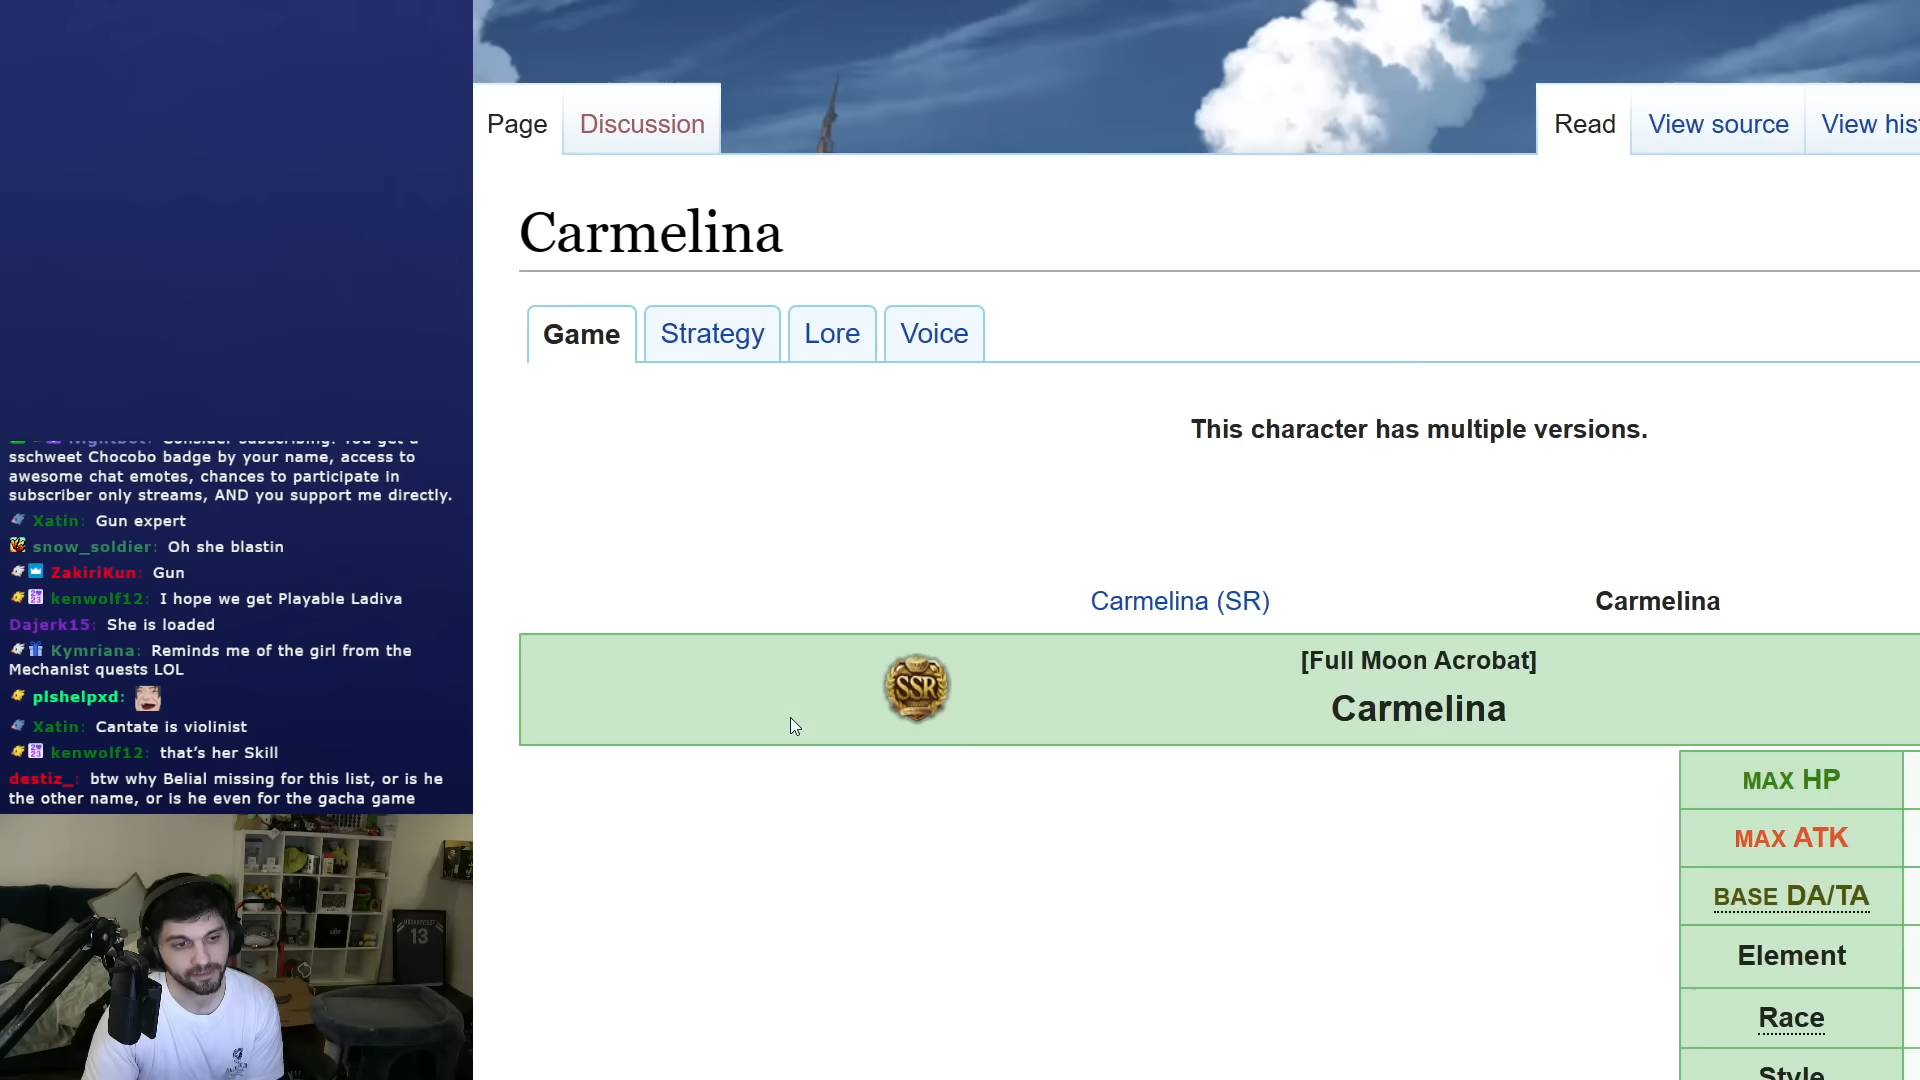 Page
Discussion
Read
View source
View his
Carmelina
Game
Strategy
Lore
Voice
This character has multiple versions.
Carmelina (SR)
Carmelina
SSR
[Full Moon Acrobat]
Carmelina
MAX HP
MAX ATK
BASE DA/TA
Element
Race
Style
NightBot: Consider subscribing! You get a
sschweet Chocobo badge by your name, access to
awesome chat emotes, chances to participate in
subscriber only streams, AND you support me directly.
Xatin: Gun expert
snow_soldier: Oh she blastin
ZakiriKun: Gun
kenwolf12: I hope we get Playable Ladiva
Dajerk15: She is loaded
Kymriana: Reminds me of the girl from the
Mechanist quests LOL
plshelpxd:
Xatin: Cantate is violinist
kenwolf12: that's her Skill
destiz_: btw why Belial missing for this list, or is he
the other name, or is he even for the gacha game
13